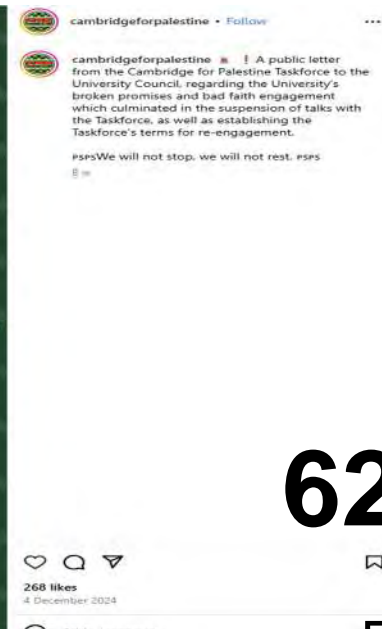 cambridgeforpalestine • Follow
cambridgeforpalestine ! A public letter
from the Cambridge for Palestine Taskforce to the
University Council, regarding the University's
broken promises and bad faith engagement
which culminated in the suspension of talks with
the Taskforce, as well as establishing the
Taskforce's terms for re-engagement.
PSPSWe will not stop, we will not rest. PSPS
62
268 likes
4 December 2024